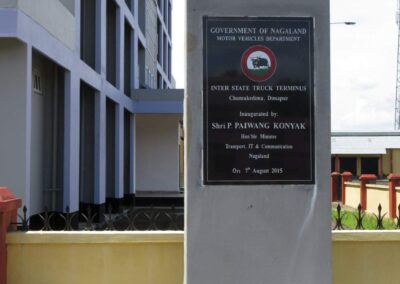 GOVERNMENT OF NAGALAND
MOTOR VEHICLES DEPARTMENT
INTER STATE TRUCK TERMINUS
Chumukedima, Dimapur
Inaugurated by:
Shri P. PAIWANG KONYAK
Hon'ble Minister
Transport, IT & Communication
Nagaland
On: 7th August 2015